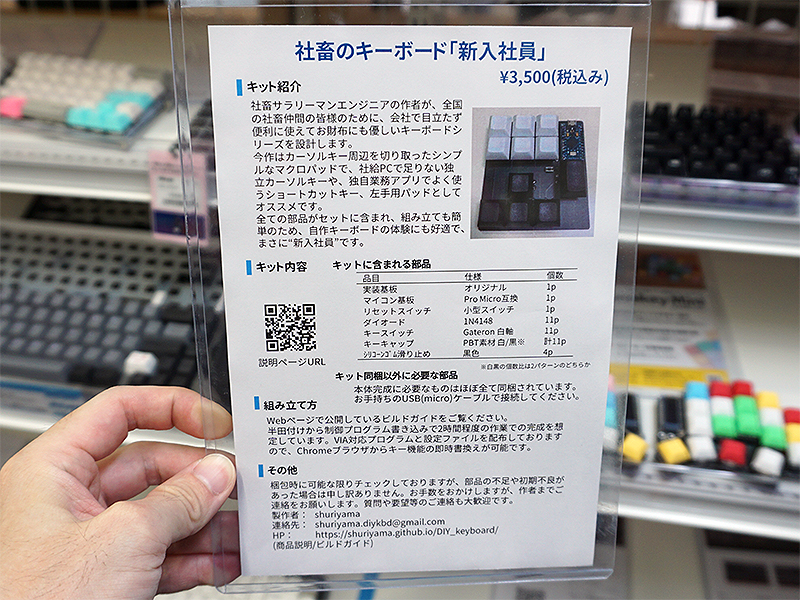 社畜のキーボード「新入社員」
¥3,500(税込み)
キット紹介
社畜サラリーマンエンジニアの作者が、全国
の社畜仲間の皆様のために、会社で目立たず
便利に使えてお財布にも優しいキーボードシ
リーズを設計します。
今作はカーソルキー周辺を切り取ったシンプ
ルなマクロパッドで、社給PCで足りない独
立カーソルキーや、独自業務アプリでよく使
うショートカットキー、左手用パッドとして
オススメです。
全ての部品がセットに含まれ、組み立ても簡
単のため、自作キーボードの体験にも好適で、
まさに“新入社員”です。
キット内容
キットに含まれる部品
品目 仕様 個数
実装基板 オリジナル 1p
マイコン基板 Pro Micro互換 1p
リセットスイッチ 小型スイッチ 1p
ダイオード 1N4148 11p
キースイッチ Gateron 白軸 11p
キーキャップ PBT素材 白/黒※ 計11p
ｼﾘｺｰﾝｺﾞﾑ滑り止め 黒色 4p
※白黒の個数比は2パターンのどちらか
説明ページURL
キット同梱以外に必要な部品
本体完成に必要なものはほぼ全て同梱されています。
お手持ちのUSB(micro)ケーブルで接続してください。
組み立て方
Webページで公開しているビルドガイドをご覧ください。
半田付けから制御プログラム書き込みで2時間程度の作業での完成を想
定しています。VIA対応プログラムと設定ファイルを配布しております
ので、Chromeブラウザからキー機能の即時書換えが可能です。
その他
梱包時に可能な限りチェックしておりますが、部品の不足や初期不良が
あった場合は申し訳ありません。お手数をおかけしますが、作者までご
連絡をお願いします。質問や要望等のご連絡も大歓迎です。
製作者： shuriyama
連絡先： shuriyama.diykbd@gmail.com
HP： https://shuriyama.github.io/DIY_keyboard/
(商品説明/ビルドガイド)